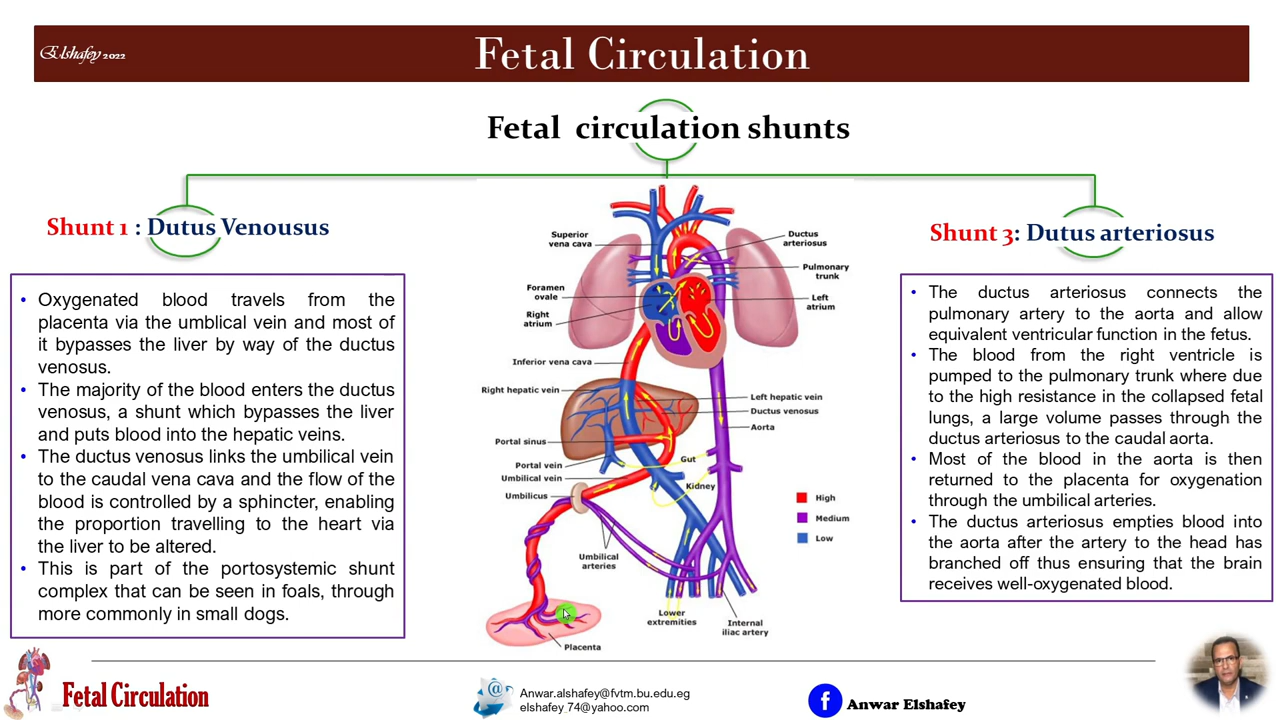 Elshafey 2022
Fetal Circulation
Fetal circulation shunts
Shunt 1 : Dutus Venousus
Oxygenated blood travels from the
placenta via the umblical vein and most of
it bypasses the liver by way of the ductus
venosus.
The majority of the blood enters the ductus
venosus, a shunt which bypasses the liver
and puts blood into the hepatic veins.
The ductus venosus links the umbilical vein
to the caudal vena cava and the flow of the
blood is controlled by a sphincter, enabling
the proportion travelling to the heart via
the liver to be altered.
This is part of the portosystemic shunt
complex that can be seen in foals, through
more commonly in small dogs.
Superior
vena cava
Foramen
ovale
Right
atrium
Inferior vena cava
Right hepatic vein
Portal sinus
Portal vein
Umbilical vein
Umbilicus
Umbilical
arteries
Placenta
Ductus
arteriosus
Pulmonary
trunk
Left
atrium
Left hepatic vein
Ductus venosus
Aorta
Gut
Kidney
High
Medium
Low
Lower
extremities
Internal
iliac artery
Shunt 3: Dutus arteriosus
The ductus arteriosus connects the
pulmonary artery to the aorta and allow
equivalent ventricular function in the fetus.
The blood from the right ventricle is
pumped to the pulmonary trunk where due
to the high resistance in the collapsed fetal
lungs, a large volume passes through the
ductus arteriosus to the caudal aorta.
Most of the blood in the aorta is then
returned to the placenta for oxygenation
through the umbilical arteries.
The ductus arteriosus empties blood into
the aorta after the artery to the head has
branched off thus ensuring that the brain
receives well-oxygenated blood.
Fetal Circulation
@
Anwar.alshafey@fvtm.bu.edu.eg
elshafey_74@yahoo.com
f Anwar Elshafey